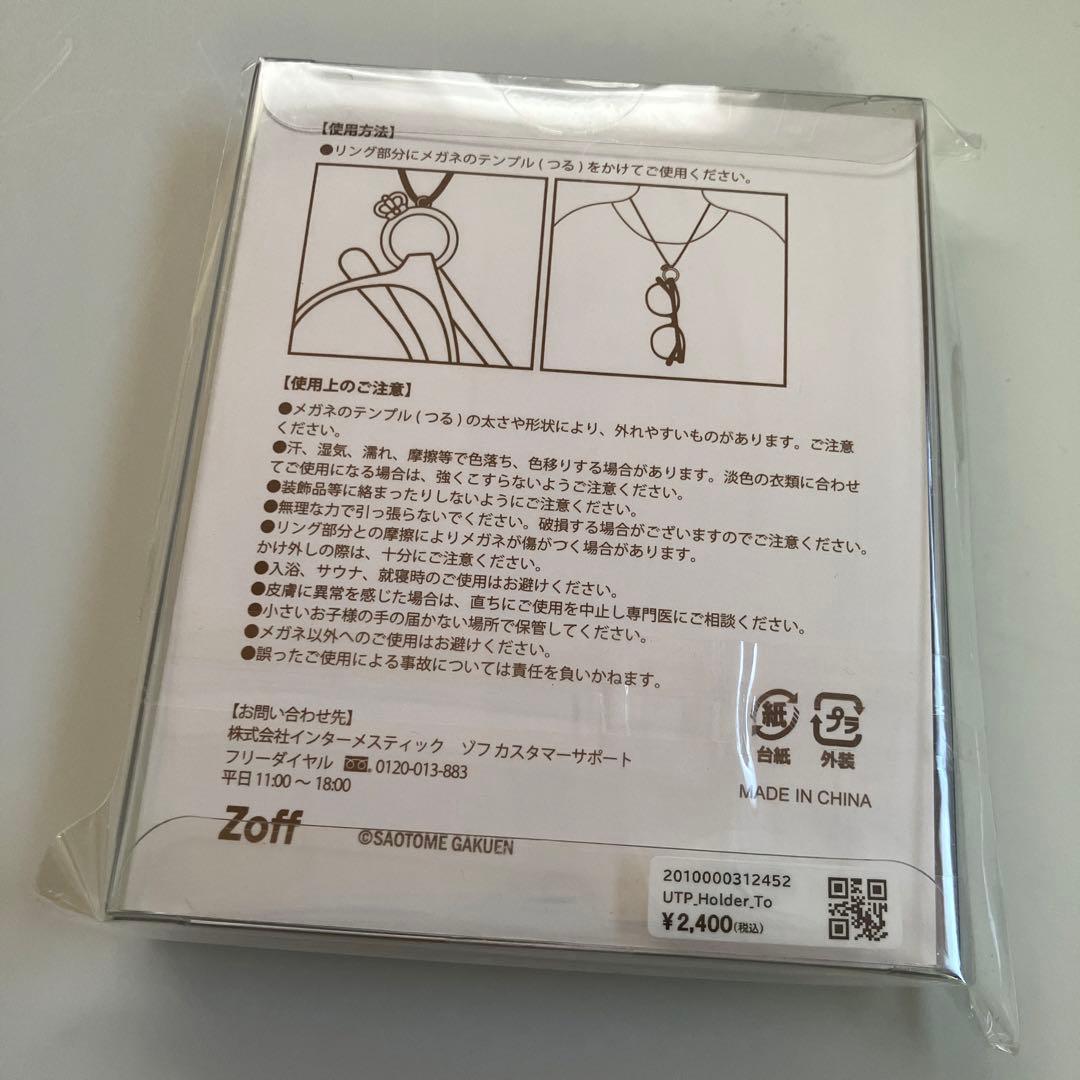 【使用方法】
●リング部分にメガネのテンプル(つる)をかけてご使用ください。
【使用上のご注意】
●メガネのテンプル(つる)の太さや形状により、外れやすいものがあります。ご注意
ください。
●汗、湿気、濡れ、摩擦等で色落ち、色移りする場合があります。淡色の衣類に合わせ
てご使用になる場合は、強くこすらないようご注意ください。
●装飾品等に絡まったりしないようにご注意ください。
●無理な力で引っ張らないでください。破損する場合がございますのでご注意ください。
●リング部分との摩擦によりメガネが傷がつく場合があります。
かけ外しの際は、十分にご注意ください。
●入浴、サウナ、就寝時のご使用はお避けください。
●皮膚に異常を感じた場合は、直ちにご使用を中止し専門医にご相談ください。
●小さいお子様の手の届かない場所で保管してください。
●メガネ以外へのご使用はお避けください。
●誤ったご使用による事故については責任を負いかねます。
【お問い合わせ先】
株式会社インターメスティック ゾフ カスタマーサポート
フリーダイヤル 0120-013-883
平日 11:00 ~ 18:00
紙
台紙
プラ
外装
MADE IN CHINA
Zoff
©SAOTOME GAKUEN
2010000312452
UTP_Holder_To
¥2,400(税込)